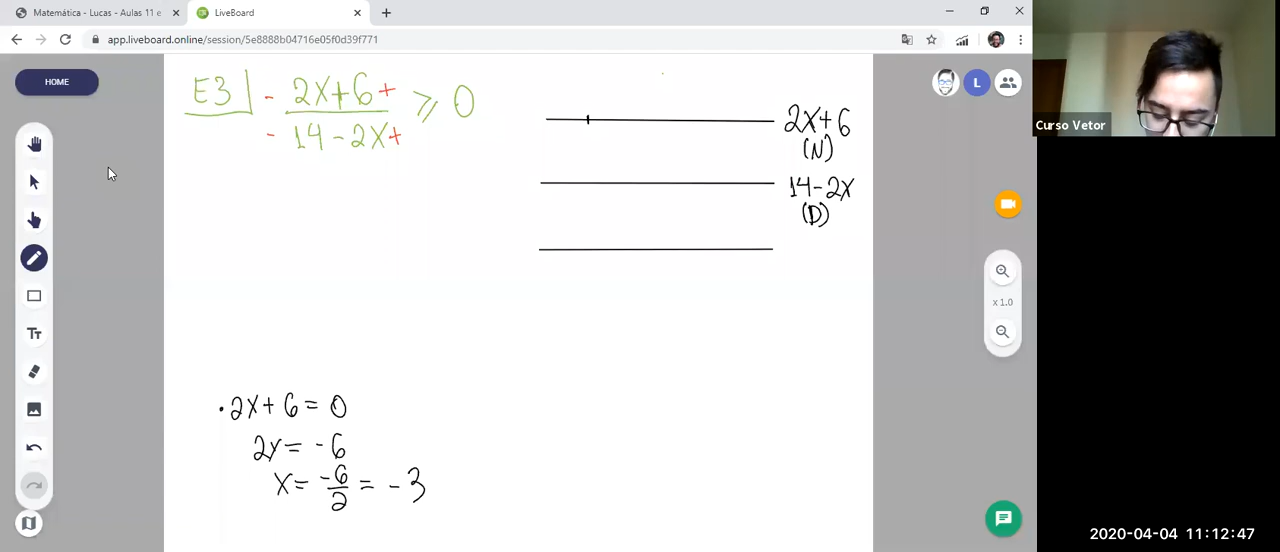 Matemática - Lucas - Aulas 11 e
LiveBoard
app.liveboard.online/session/5e8888b04716e05f0d39f771
HOME
E3
- 2X+6 +
- 14-2X + ⩾ 0
2X+6
(N)
14-2X
(D)
L
Curso Vetor
Tт
x 1.0
• 2X+6=0
2X=-6
X=-6/2=-3
2020-04-04 11:12:47